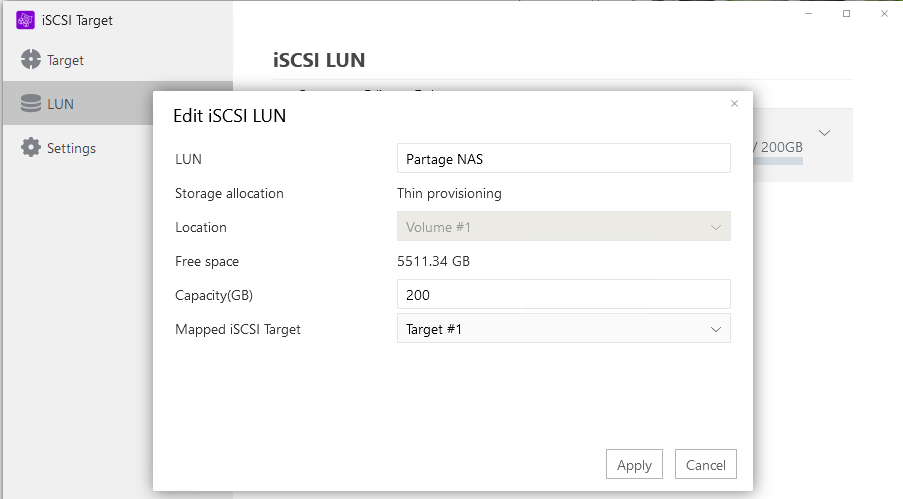 iSCSI Target
Target
LUN
Settings
iSCSI LUN
/ 200GB
Edit iSCSI LUN
LUN
Partage NAS
Storage allocation
Thin provisioning
Location
Volume #1
Free space
5511.34 GB
Capacity(GB)
200
Mapped iSCSI Target
Target #1
Apply
Cancel